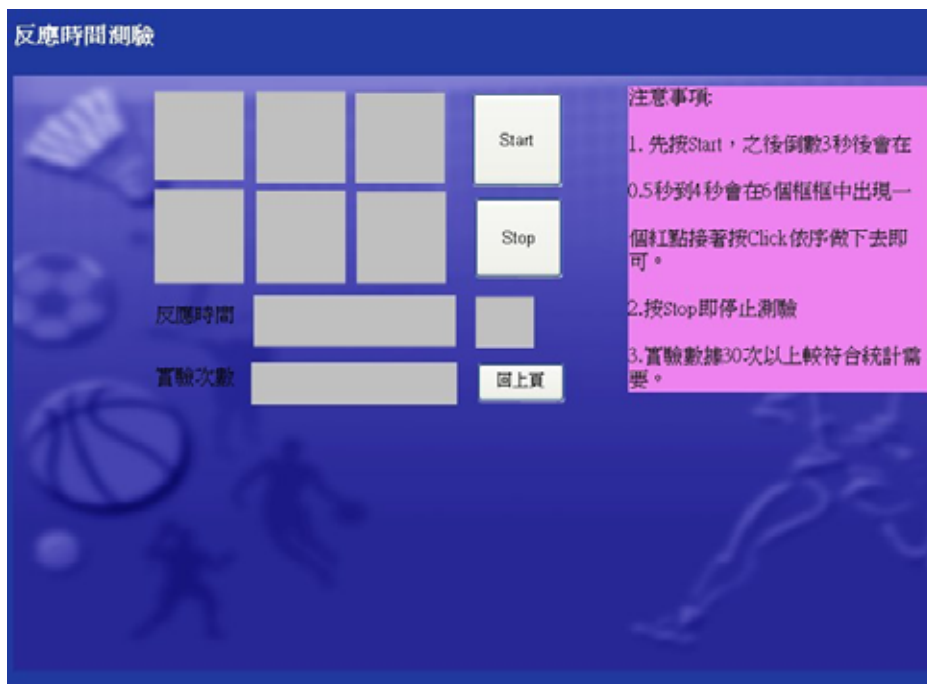 反應時間測驗
Start
Stop
反應時間
實驗次數
回上頁
注意事項:
1. 先按Start，之後倒數3秒後會在
0.5秒到4秒會在6個框框中出現一
個紅點接著按Click依序做下去即
可。
2.按Stop即停止測驗
3.實驗數據30次以上較符合統計需
要。